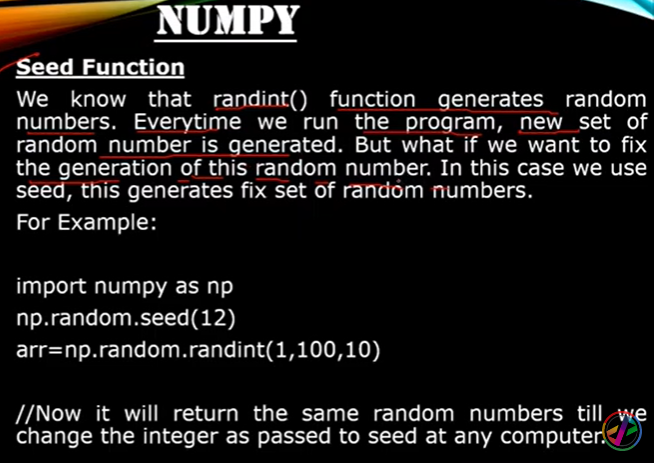 NUMPY
Seed Function
We know that randint() function generates random
numbers. Everytime we run the program, new set of
random number is generated. But what if we want to fix
the generation of this random number. In this case we use
seed, this generates fix set of random numbers.
For Example:
import numpy as np
np.random.seed(12)
arr=np.random.randint(1,100,10)
//Now it will return the same random numbers till we
change the integer as passed to seed at any computer.